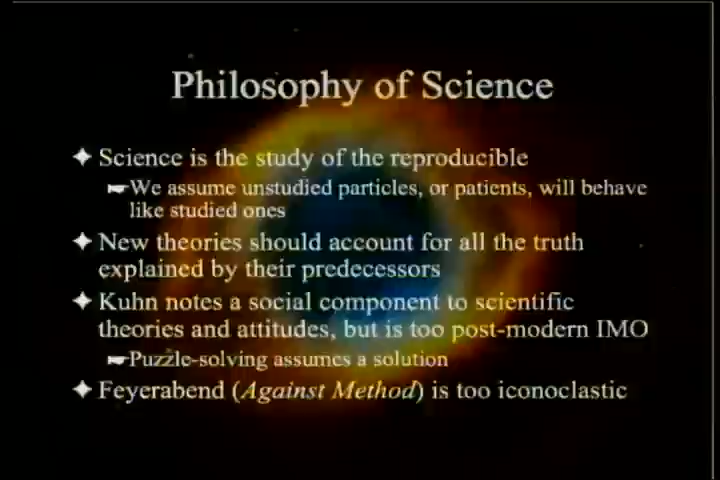 Philosophy of Science
Science is the study of the reproducible
We assume unstudied particles, or patients, will behave
like studied ones
New theories should account for all the truth
explained by their predecessors
Kuhn notes a social component to scientific
theories and attitudes, but is too post-modern IMO
Puzzle-solving assumes a solution
Feyerabend (Against Method) is too iconoclastic